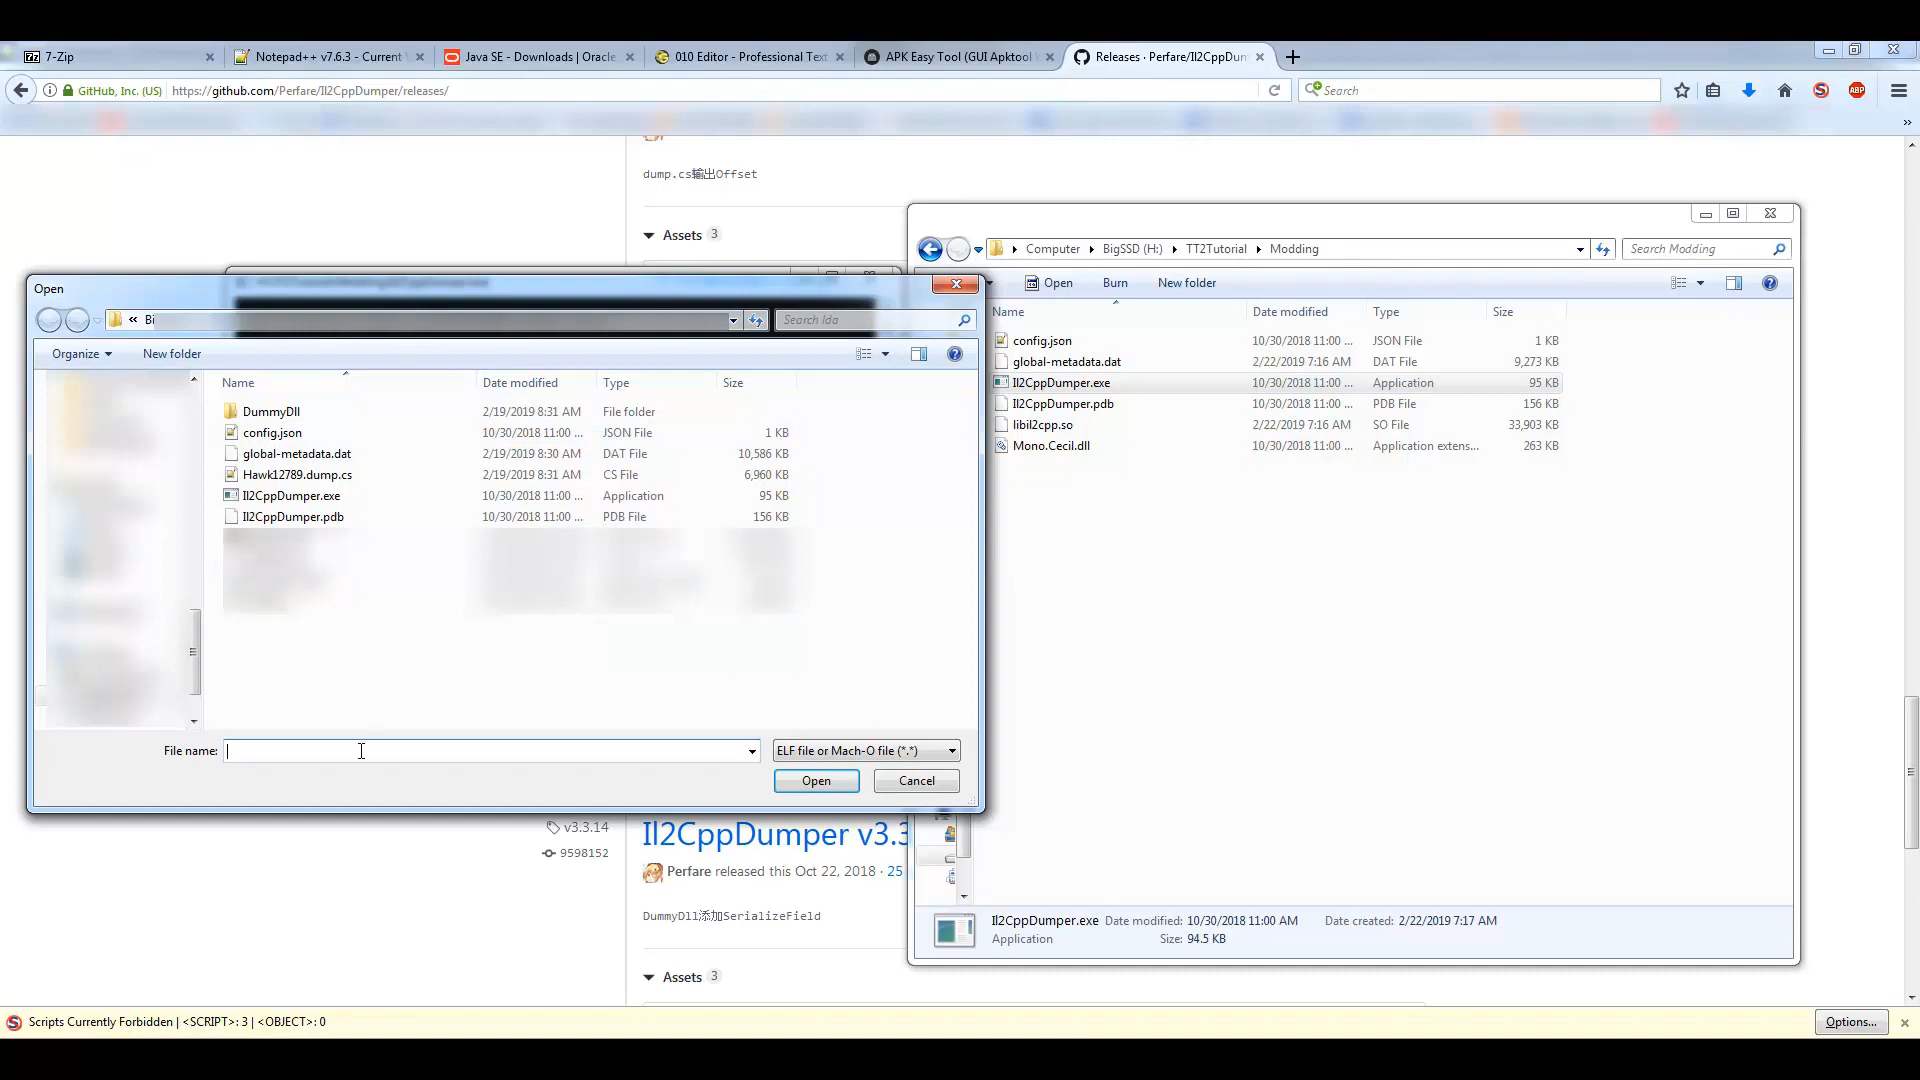 7-Zip
Notepad++ v7.6.3 - Current
Java SE - Downloads | Oracle
010 Editor - Professional Text
APK Easy Tool (GUI Apktool
Releases · Perfare/Il2CppDum
GitHub, Inc. (US)
https://github.com/Perfare/Il2CppDumper/releases/
Search
ABP
dump.cs输出Offset
Assets 3
Computer
BigSSD (H:)
TT2Tutorial
Modding
Search Modding
Open
Burn
New folder
Name
Date modified
Type
Size
config.json 10/30/2018 11:00 ... JSON File 1 KB
global-metadata.dat 2/22/2019 7:16 AM DAT File 9,273 KB
Il2CppDumper.exe 10/30/2018 11:00 ... Application 95 KB
Il2CppDumper.pdb 10/30/2018 11:00 ... PDB File 156 KB
libil2cpp.so 2/22/2019 7:16 AM SO File 33,903 KB
Mono.Cecil.dll 10/30/2018 11:00 ... Application extens... 263 KB
Open
« Bi
Search Ida
Organize
New folder
Name
Date modified
Type
Size
DummyDll 2/19/2019 8:31 AM File folder
config.json 10/30/2018 11:00 ... JSON File 1 KB
global-metadata.dat 2/19/2019 8:30 AM DAT File 10,586 KB
Hawk12789.dump.cs 2/19/2019 8:31 AM CS File 6,960 KB
Il2CppDumper.exe 10/30/2018 11:00 ... Application 95 KB
Il2CppDumper.pdb 10/30/2018 11:00 ... PDB File 156 KB
File name:
ELF file or Mach-O file (*.*)
Open
Cancel
v3.3.14
9598152
Il2CppDumper v3.3
Perfare released this Oct 22, 2018 · 25
DummyDll添加SerializeField
Assets 3
Il2CppDumper.exe Date modified: 10/30/2018 11:00 AM Date created: 2/22/2019 7:17 AM
Application Size: 94.5 KB
Scripts Currently Forbidden | <SCRIPT>: 3 | <OBJECT>: 0
Options...